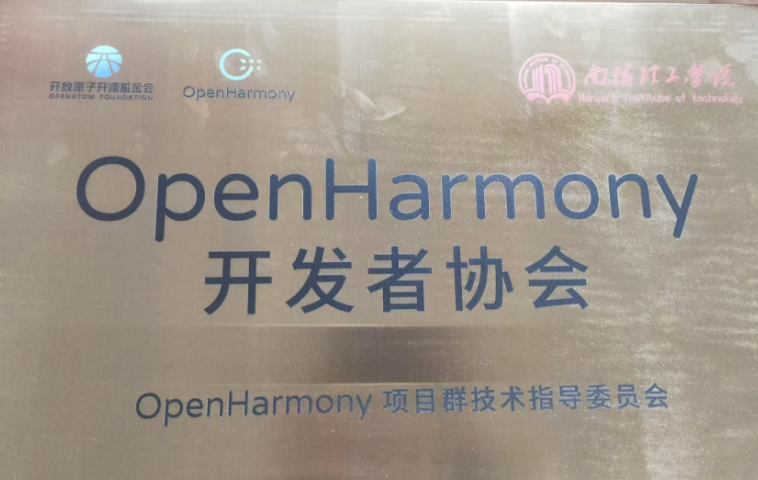 开放原子开源基金会
OPENATOM FOUNDATION
OpenHarmony
南阳理工学院
Nanyang institute of technology
OpenHarmony
开发者协会
OpenHarmony 项目群技术指导委员会